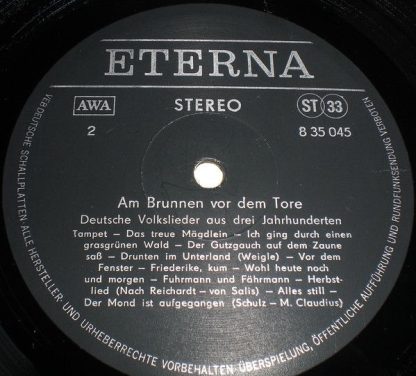 ETERNA
AWA
STEREO
ST 33
2
8 35 045
Am Brunnen vor dem Tore
Deutsche Volkslieder aus drei Jahrhunderten
Tampet – Das treue Mägdlein – Ich ging durch einen
grasgrünen Wald – Der Gutzgauch auf dem Zaune
saß – Drunten im Unterland (Weigle) – Vor dem
Fenster – Friederike, kum – Wohl heute noch
und morgen – Fuhrmann und Fährmann – Herbst-
lied (Nach Reichardt – von Salis) – Alles still –
Der Mond ist aufgegangen (Schulz – M. Claudius)
VEB DEUTSCHE SCHALLPLATTEN ALLE HERSTELLER- UND URHEBERRECHTE VORBEHALTEN ÜBERSPIELUNG, ÖFFENTLICHE AUFFÜHRUNG UND RUNDFUNKSENDUNG VERBOTEN